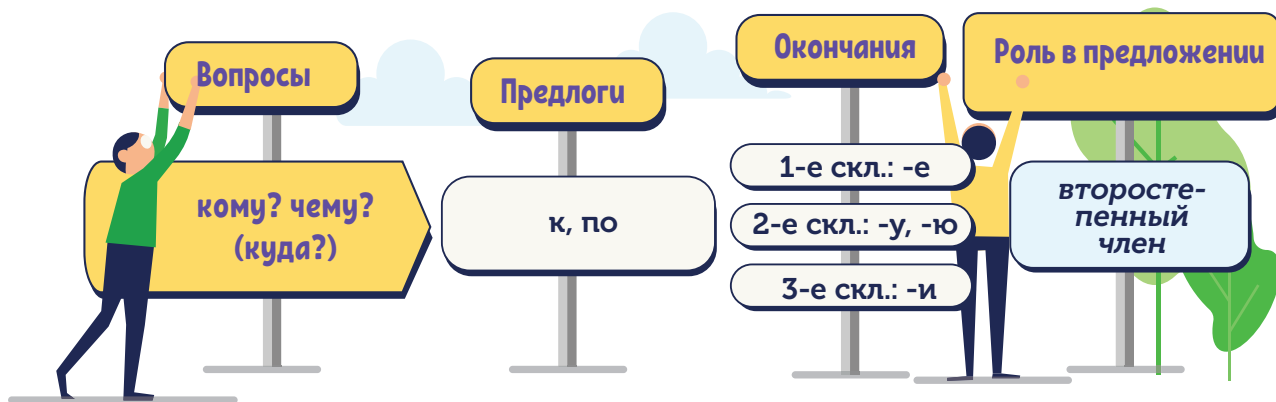 Вопросы
кому? чему?
(куда?)
Предлоги
к, по
Окончания
1-е скл.: -е
2-е скл.: -у, -ю
3-е скл.: -и
Роль в предложении
второсте-
пенный
член